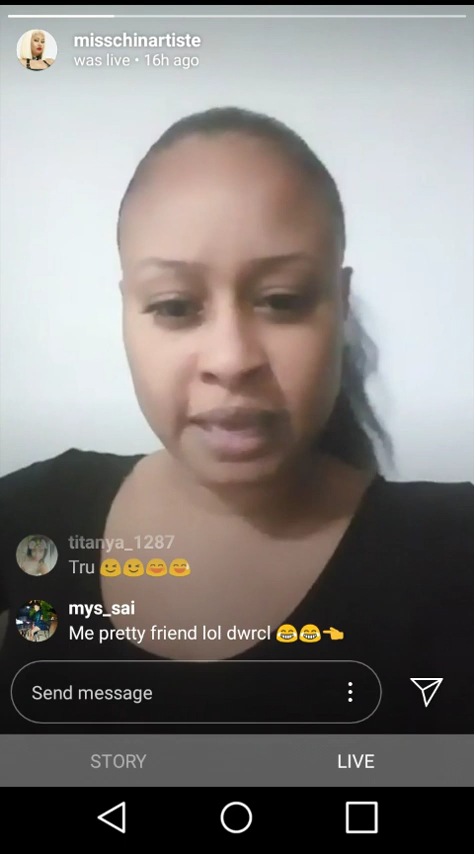 misschinartiste
was live • 16h ago
titanya_1287
Tru 😉😉😄😄
mys_sai
Me pretty friend lol dwrcl 😂😂👈
Send message
STORY LIVE